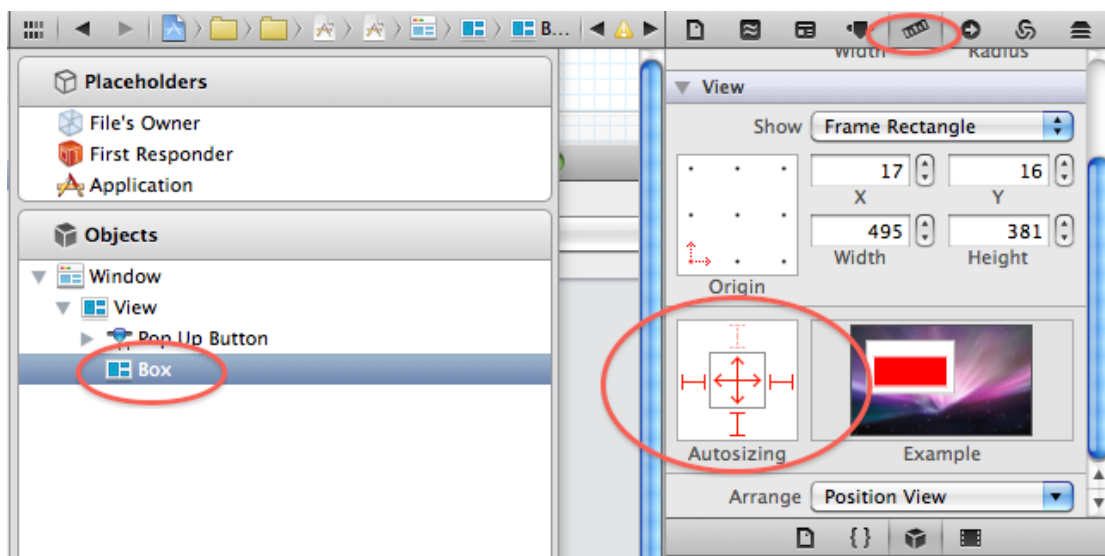 B...
Width Radius
Placeholders
File's Owner
First Responder
Application
Objects
Window
View
Pop Up Button
Box
View
Show Frame Rectangle
17 16
X Y
495 381
Width Height
Origin
Autosizing Example
Arrange Position View
{ }